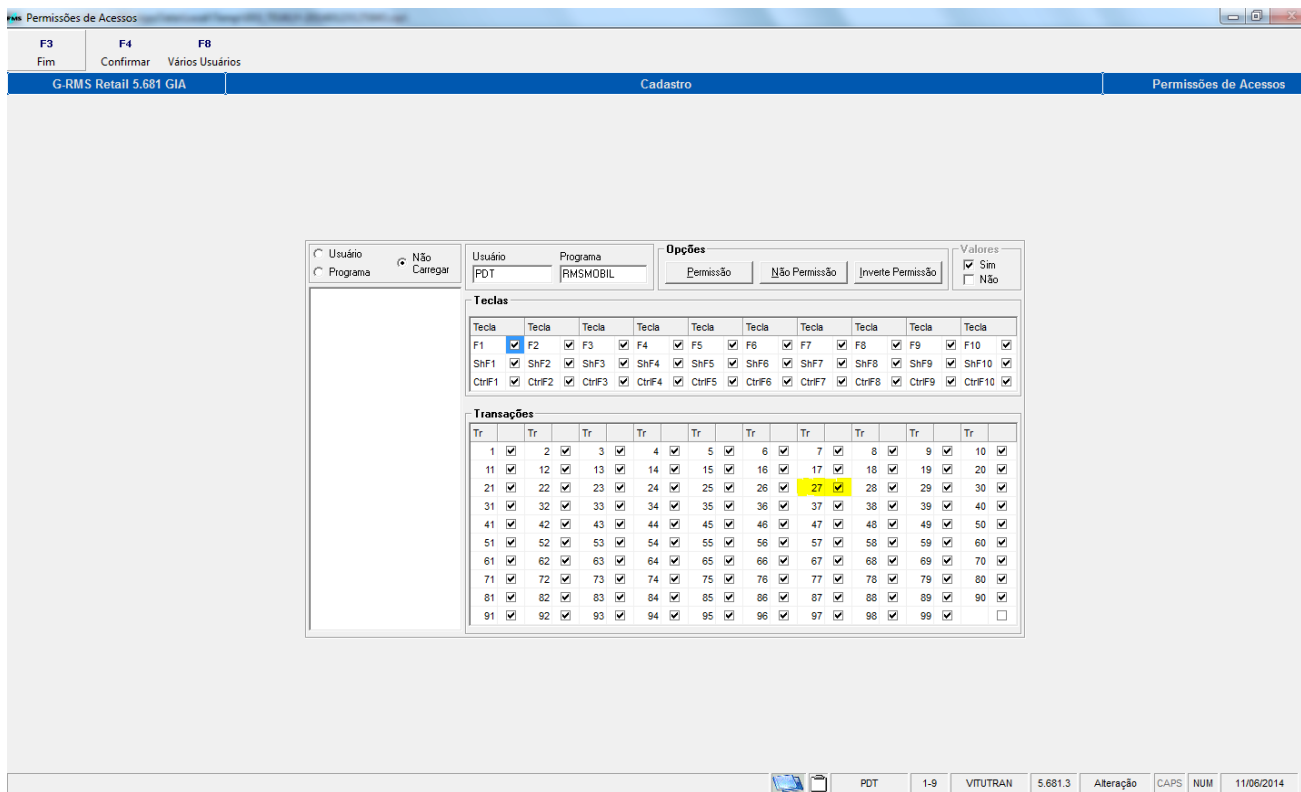 RMS Permissões de Acessos
F3 F4 F8
Fim Confirmar Vários Usuários
G-RMS Retail 5.681 GIA Cadastro Permissões de Acessos
Usuário
Programa
Não Carregar
Usuário Programa
PDT RMSMOBIL
Opções
Permissão Não Permissão Inverte Permissão
Valores
Sim
Não
Teclas
Tecla Tecla Tecla Tecla Tecla Tecla Tecla Tecla Tecla Tecla
F1 F2 F3 F4 F5 F6 F7 F8 F9 F10
ShF1 ShF2 ShF3 ShF4 ShF5 ShF6 ShF7 ShF8 ShF9 ShF10
CtrlF1 CtrlF2 CtrlF3 CtrlF4 CtrlF5 CtrlF6 CtrlF7 CtrlF8 CtrlF9 CtrlF10
Transações
Tr Tr Tr Tr Tr Tr Tr Tr Tr Tr
1 2 3 4 5 6 7 8 9 10
11 12 13 14 15 16 17 18 19 20
21 22 23 24 25 26 27 28 29 30
31 32 33 34 35 36 37 38 39 40
41 42 43 44 45 46 47 48 49 50
51 52 53 54 55 56 57 58 59 60
61 62 63 64 65 66 67 68 69 70
71 72 73 74 75 76 77 78 79 80
81 82 83 84 85 86 87 88 89 90
91 92 93 94 95 96 97 98 99
PDT 1-9 VITUTRAN 5.681.3 Alteração CAPS NUM 11/06/2014